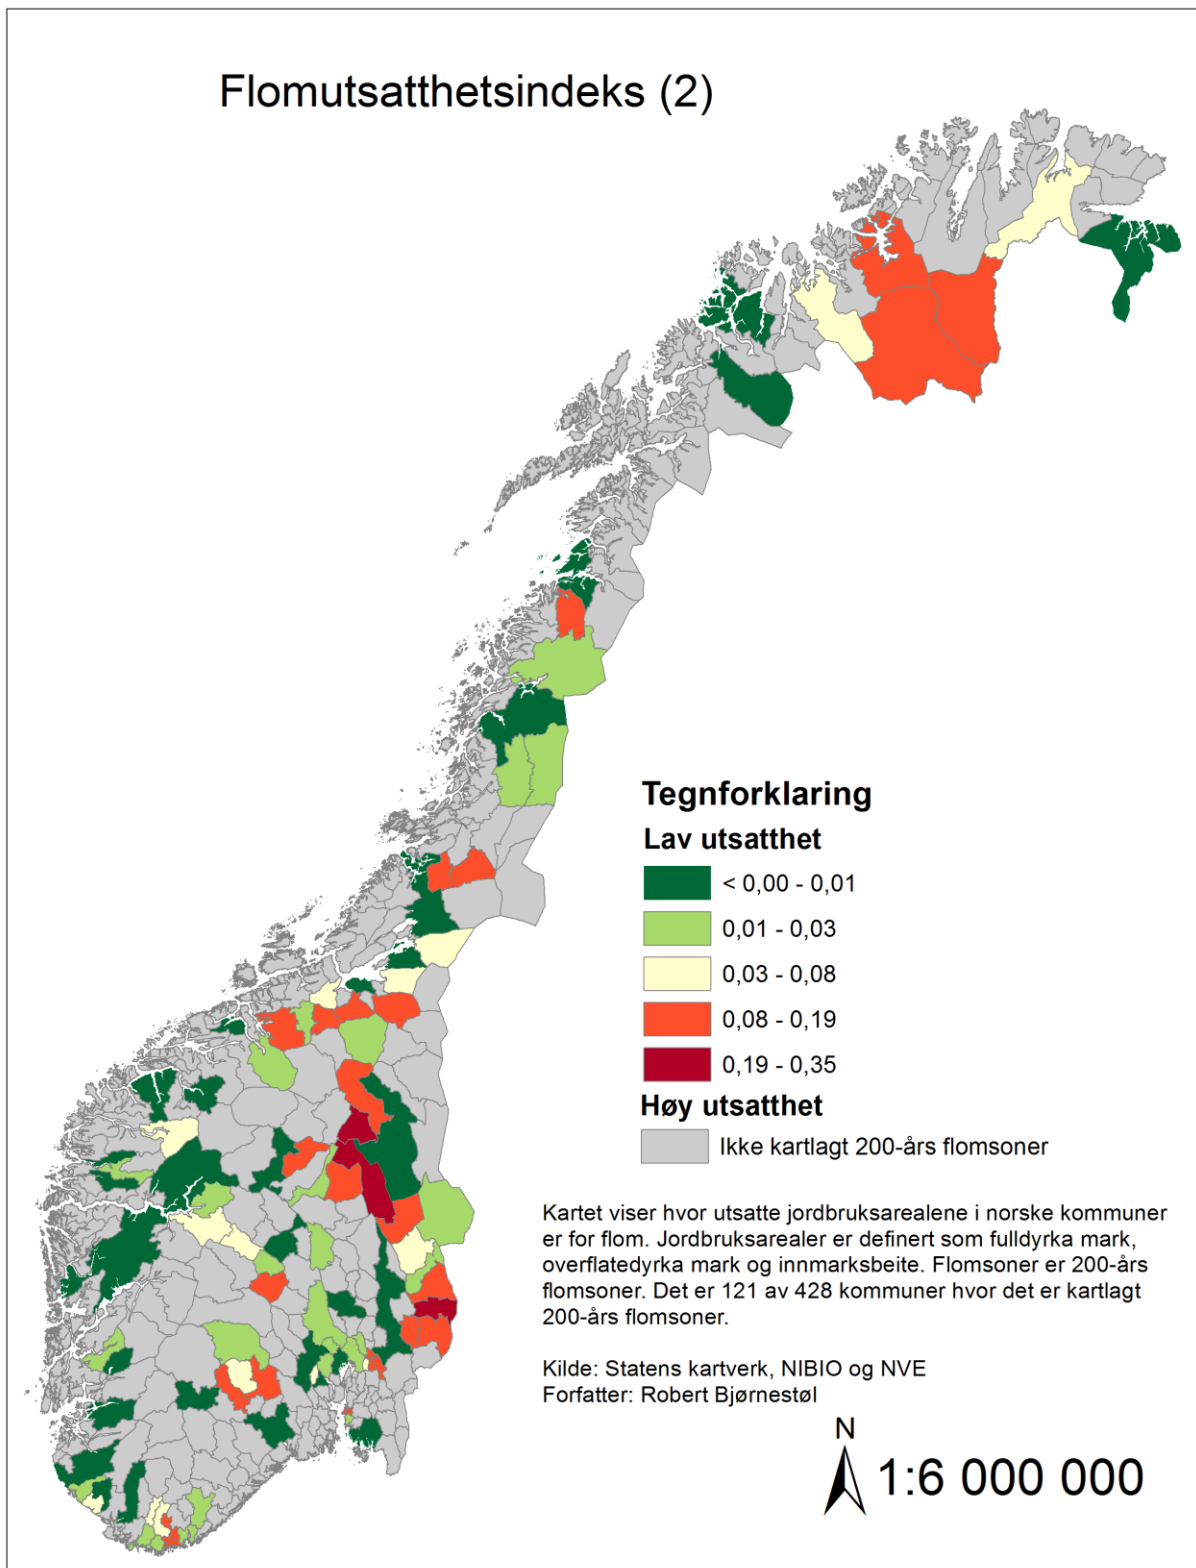 Flomutsatthetsindeks (2)
Tegnforklaring
Lav utsatthet
< 0,00 - 0,01
0,01 - 0,03
0,03 - 0,08
0,08 - 0,19
0,19 - 0,35
Høy utsatthet
Ikke kartlagt 200-års flomsoner
Kartet viser hvor utsatte jordbruksarealene i norske kommuner
er for flom. Jordbruksarealer er definert som fulldyrka mark,
overflatedyrka mark og innmarksbeite. Flomsoner er 200-års
flomsoner. Det er 121 av 428 kommuner hvor det er kartlagt
200-års flomsoner.
Kilde: Statens kartverk, NIBIO og NVE
Forfatter: Robert Bjørnestøl
N
1:6 000 000